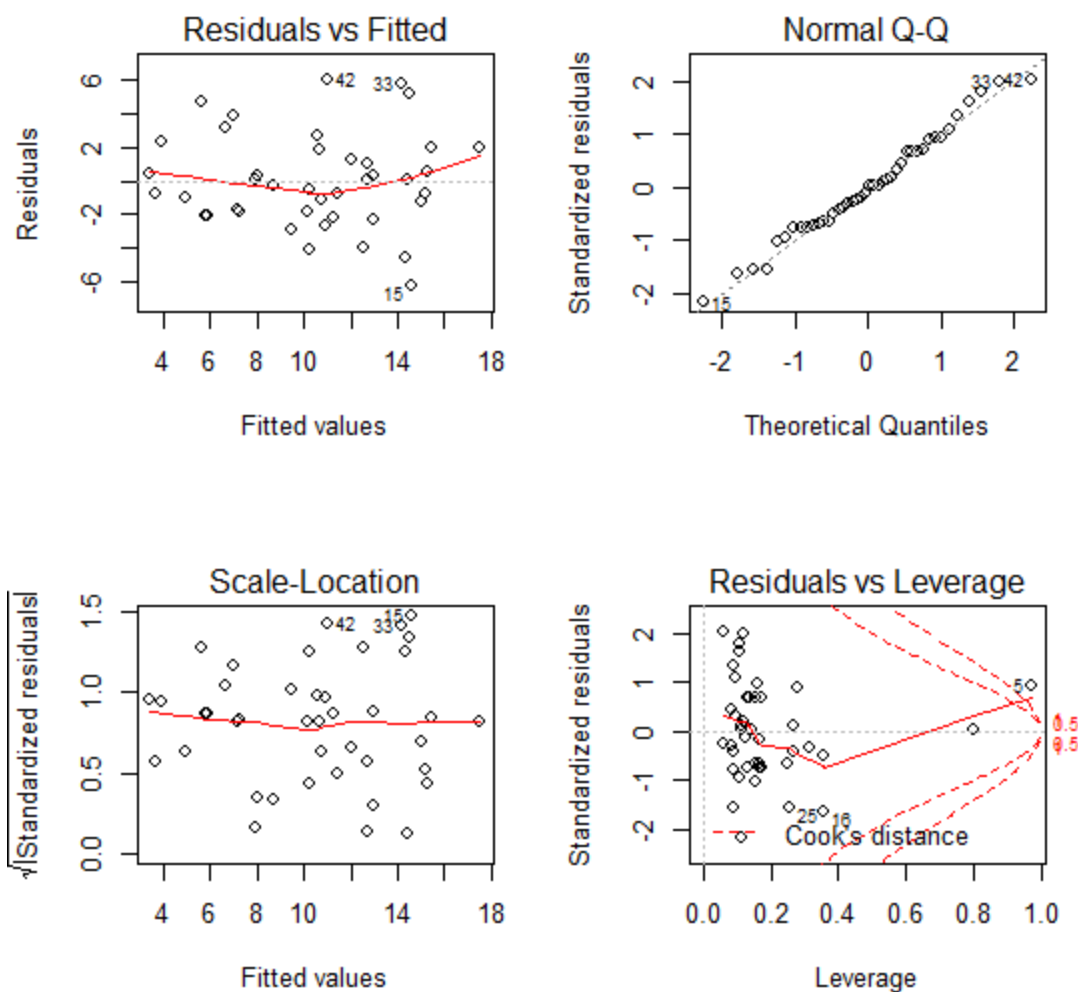 Residuals vs Fitted
Residuals
6
2
-2
-6
42
33
15
4 6 8 10 14 18
Fitted values
Normal Q-Q
Standardized residuals
2
1
0
-1
-2
33
42
15
-2 -1 0 1 2
Theoretical Quantiles
Scale-Location
√|Standardized residuals|
1.5
1.0
0.5
0.0
42
33
15
4 6 8 10 14 18
Fitted values
Residuals vs Leverage
Standardized residuals
2
1
0
-1
-2
5
25
16
Cook's distance
0.5
0.5
0.0 0.2 0.4 0.6 0.8 1.0
Leverage